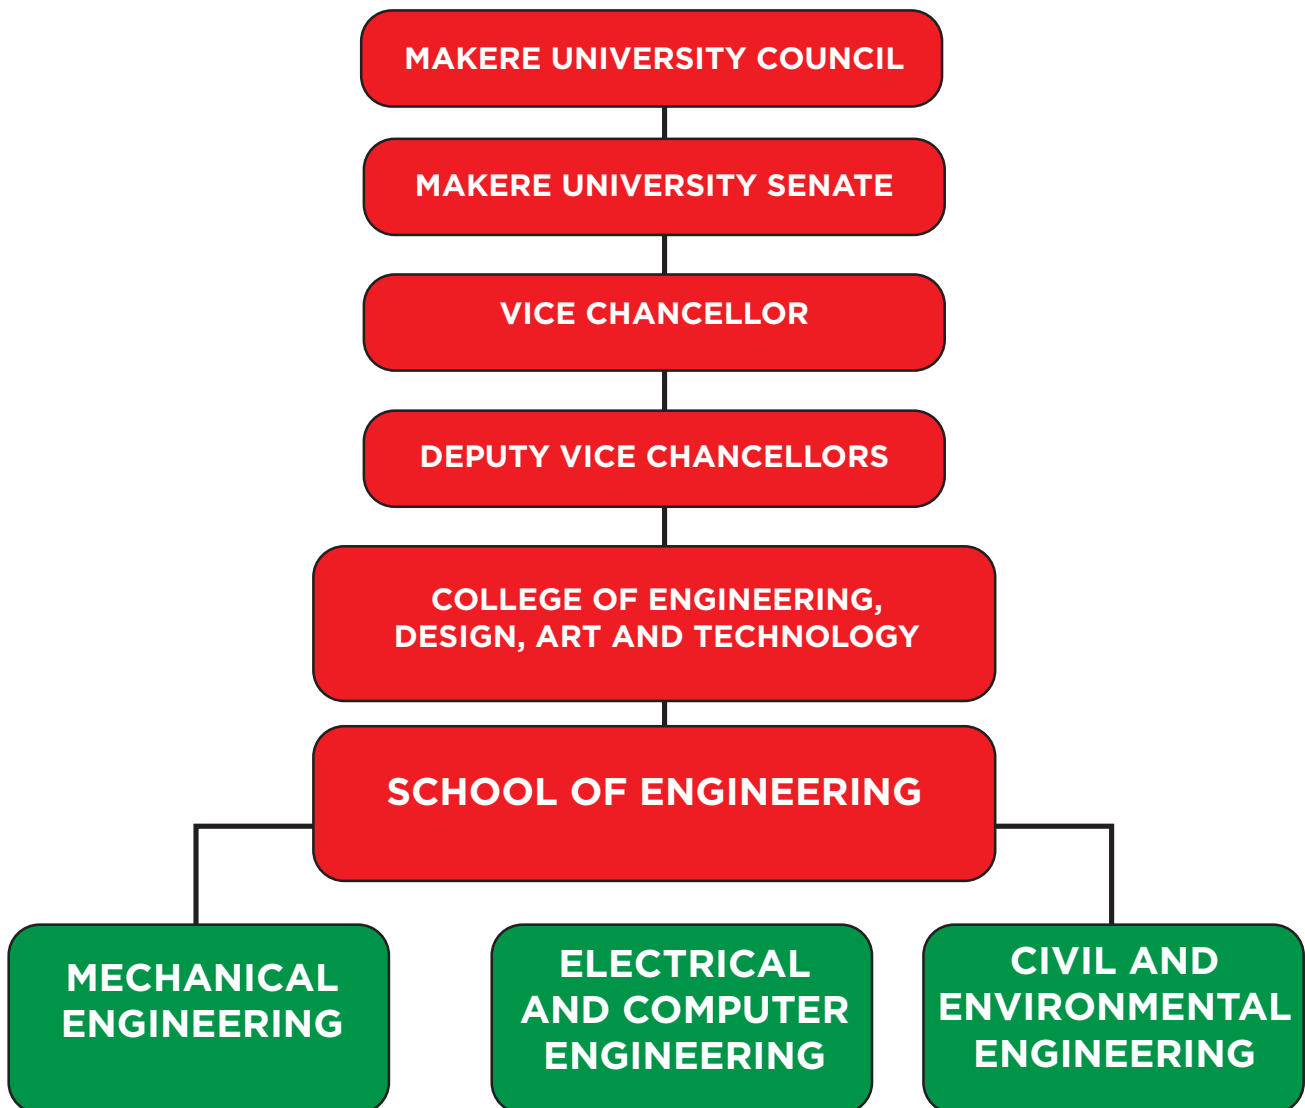 MAKERE UNIVERSITY COUNCIL
MAKERE UNIVERSITY SENATE
VICE CHANCELLOR
DEPUTY VICE CHANCELLORS
COLLEGE OF ENGINEERING,
DESIGN, ART AND TECHNOLOGY
SCHOOL OF ENGINEERING
MECHANICAL
ENGINEERING
ELECTRICAL
AND COMPUTER
ENGINEERING
CIVIL AND
ENVIRONMENTAL
ENGINEERING